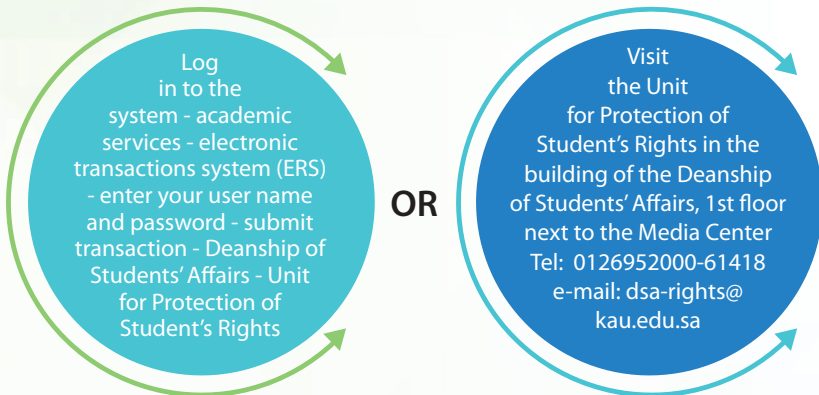 Log
in to the
system - academic
services - electronic
transactions system (ERS)
- enter your user name
and password - submit
transaction - Deanship of
Students’ Affairs - Unit
for Protection of
Student’s Rights
OR
Visit
the Unit
for Protection of
Student’s Rights in the
building of the Deanship
of Students’ Affairs, 1st floor
next to the Media Center
Tel:  0126952000-61418
e-mail: dsa-rights@
kau.edu.sa